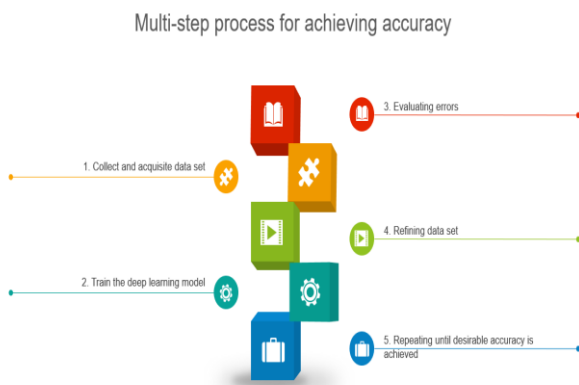 Multi-step process for achieving accuracy
1. Collect and acquisite data set
2. Train the deep learning model
3. Evaluating errors
4. Refining data set
5. Repeating until desirable accuracy is
achieved